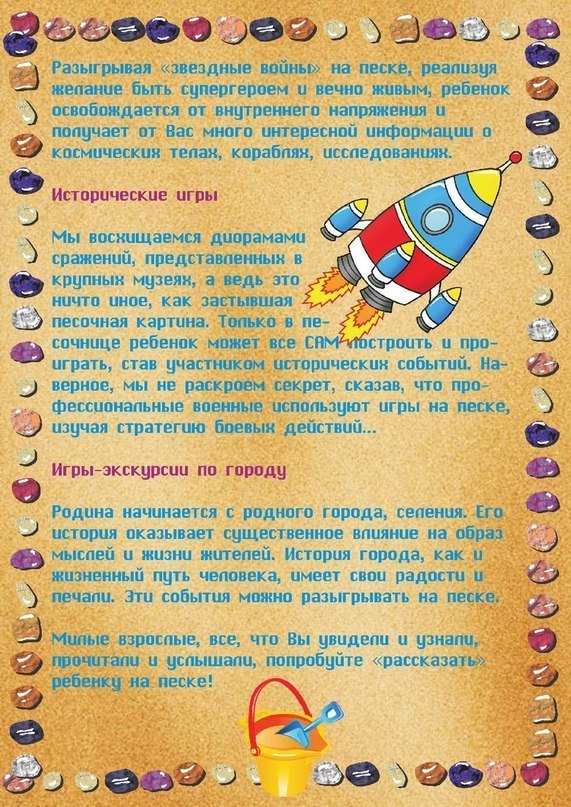 Разыгрывая «звездные войны» на песке, реализуя
желание быть супергероем и вечно живым, ребенок
освобождается от внутреннего напряжения и
получает от Вас много интересной информации о
космических телах, кораблях, исследованиях.
Исторические игры
Мы восхищаемся диорамами
сражений, представленных в
крупных музеях, а ведь это
ничто иное, как застывшая
песочная картина. Только в пе-
сочнице ребенок может все САМ построить и про-
играть, став участником исторических событий. На-
верное, мы не раскроем секрет, сказав, что про-
фессиональные военные используют игры на песке,
изучая стратегию боевых действий...
Игры-экскурсии по городу
Родина начинается с родного города, селения. Его
история оказывает существенное влияние на образ
мыслей и жизни жителей. История города, как и
жизненный путь человека, имеет свои радости и
печали. Эти события можно разыгрывать на песке.
Милые взрослые, все, что Вы увидели и узнали,
прочитали и услышали, попробуйте «рассказать»
ребенку на песке!